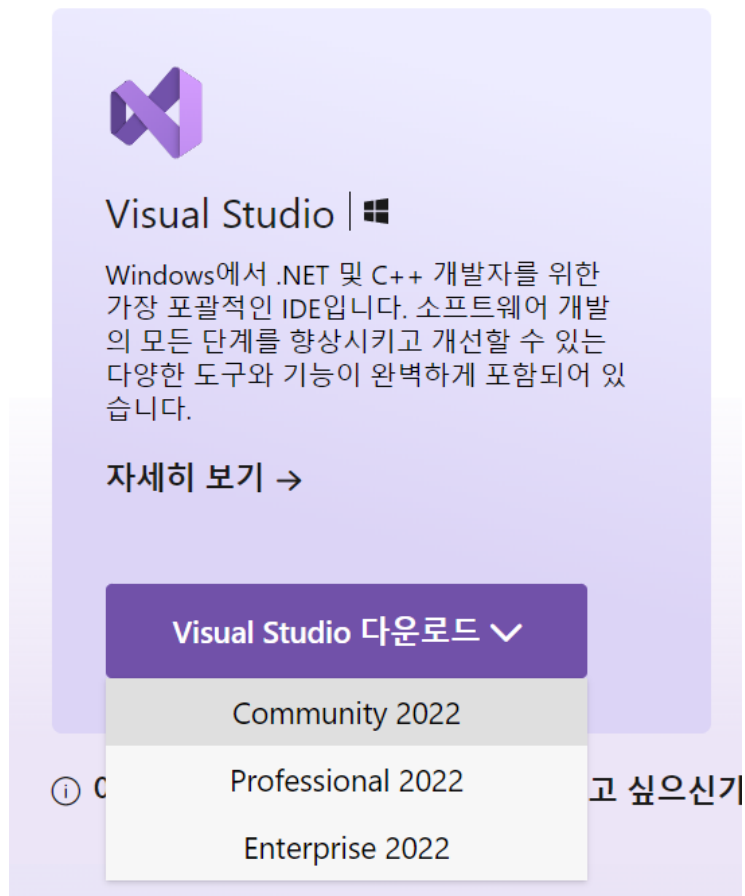 Visual Studio
Windows에서 .NET 및 C++ 개발자를 위한
가장 포괄적인 IDE입니다. 소프트웨어 개발
의 모든 단계를 향상시키고 개선할 수 있는
다양한 도구와 기능이 완벽하게 포함되어 있
습니다.
자세히 보기 →
Visual Studio 다운로드
Community 2022
Professional 2022
고 싶으신가
Enterprise 2022